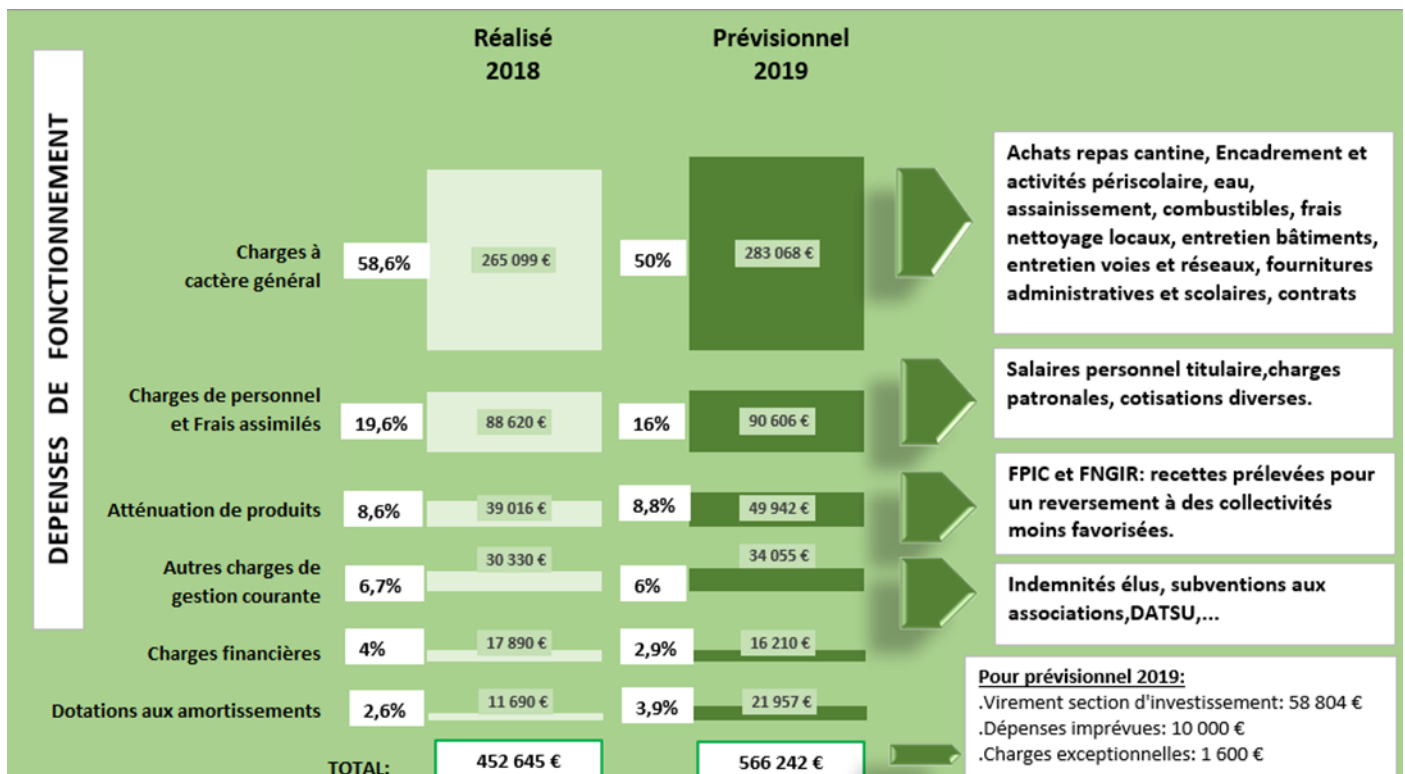 Réalisé
2018
Prévisionnel
2019
DEPENSES DE FONCTIONNEMENT
Charges à
cactère général
58,6%
265 099 €
50%
283 068 €
Achats repas cantine, Encadrement et
activités périscolaire, eau,
assainissement, combustibles, frais
nettoyage locaux, entretien bâtiments,
entretien voies et réseaux, fournitures
administratives et scolaires, contrats
Charges de personnel
et Frais assimilés
19,6%
88 620 €
16%
90 606 €
Salaires personnel titulaire,charges
patronales, cotisations diverses.
Atténuation de produits
8,6%
39 016 €
8,8%
49 942 €
FPIC et FNGIR: recettes prélevées pour
un reversement à des collectivités
moins favorisées.
Autres charges de
gestion courante
6,7%
30 330 €
6%
34 055 €
Indemnités élus, subventions aux
associations,DATSU,...
Charges financières
4%
17 890 €
2,9%
16 210 €
Dotations aux amortissements
2,6%
11 690 €
3,9%
21 957 €
Pour prévisionnel 2019:
.Virement section d'investissement: 58 804 €
.Dépenses imprévues: 10 000 €
.Charges exceptionnelles: 1 600 €
TOTAL:
452 645 €
566 242 €